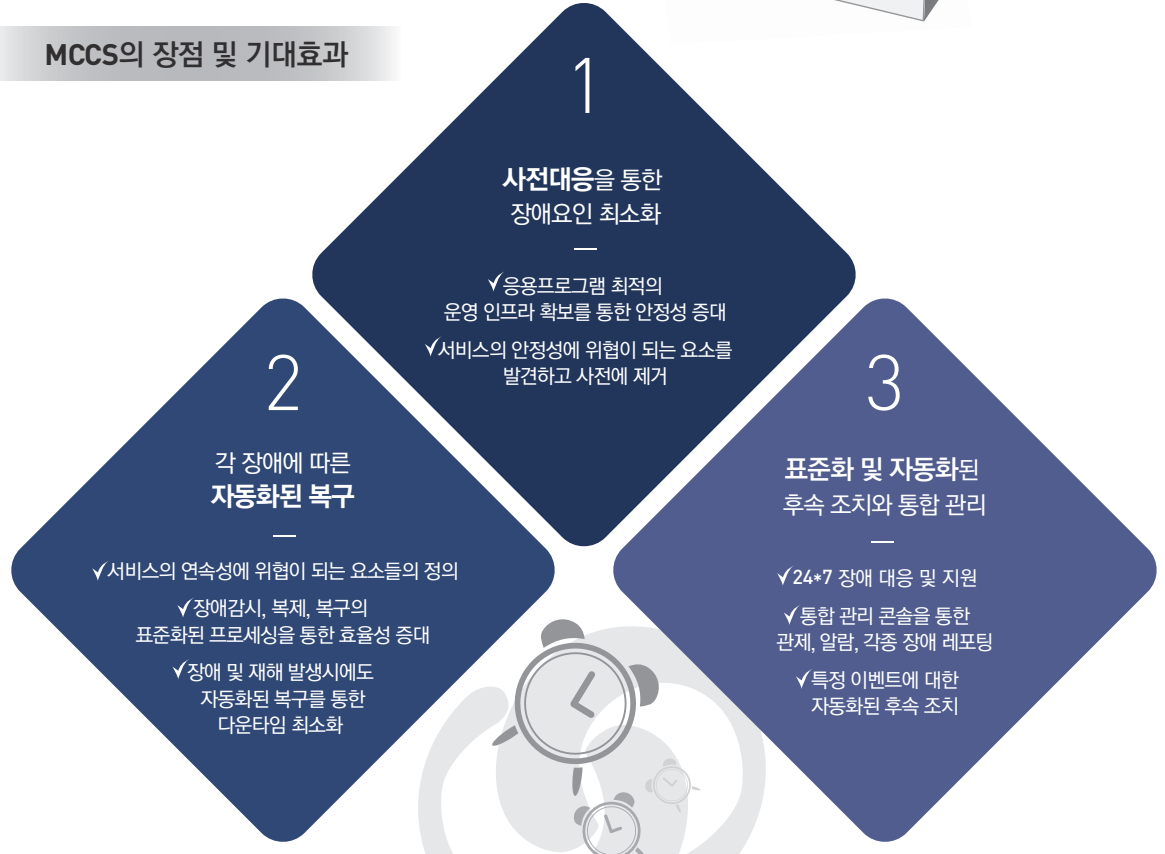 MCCS의 장점 및 기대효과
1
사전대응을 통한
장애요인 최소화
✓응용프로그램 최적의
운영 인프라 확보를 통한 안정성 증대
✓서비스의 안정성에 위협이 되는 요소를
발견하고 사전에 제거
2
각 장애에 따른
자동화된 복구
✓서비스의 연속성에 위협이 되는 요소들의 정의
✓장애감시, 복제, 복구의
표준화된 프로세싱을 통한 효율성 증대
✓장애 및 재해 발생시에도
자동화된 복구를 통한
다운타임 최소화
3
표준화 및 자동화된
후속 조치와 통합 관리
✓24*7 장애 대응 및 지원
✓통합 관리 콘솔을 통한
관제, 알람, 각종 장애 레포팅
✓특정 이벤트에 대한
자동화된 후속 조치